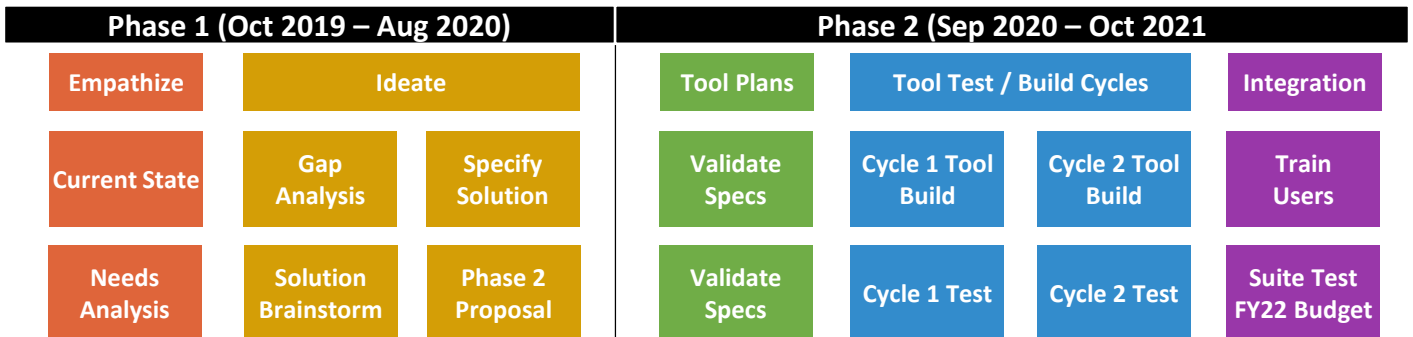 Phase 1 (Oct 2019 – Aug 2020)
Phase 2 (Sep 2020 – Oct 2021
Empathize
Ideate
Tool Plans
Tool Test / Build Cycles
Integration
Current State
Gap
Analysis
Specify
Solution
Validate
Specs
Cycle 1 Tool
Build
Cycle 2 Tool
Build
Train
Users
Needs
Analysis
Solution
Brainstorm
Phase 2
Proposal
Validate
Specs
Cycle 1 Test
Cycle 2 Test
Suite Test
FY22 Budget